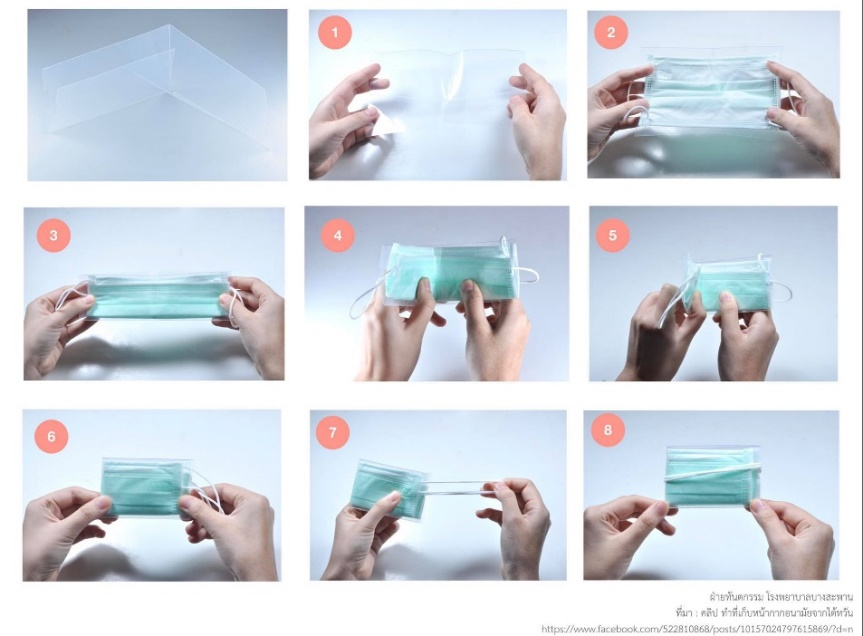 1
2
3
4
5
6
7
8
ฝ่ายทันตกรรม โรงพยาบาลบางสะพาน
ที่มา : คลิป ทำที่เก็บหน้ากากอนามัยจากไต้หวัน
https://www.facebook.com/522810868/posts/10157024797615869/?d=n